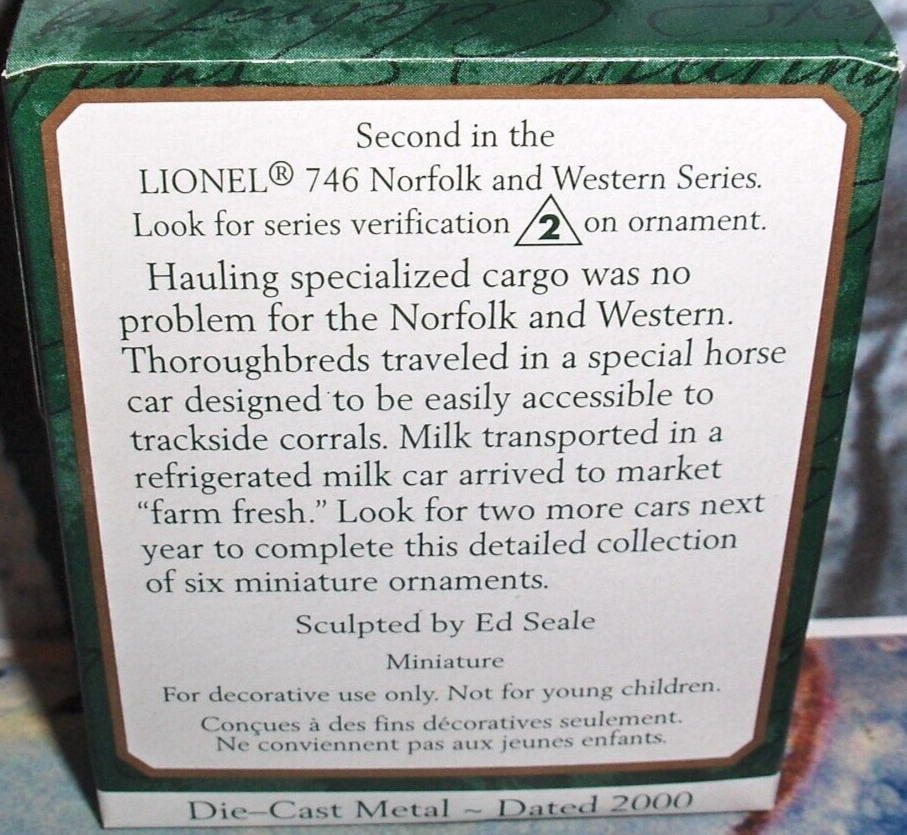 Second in the
LIONEL® 746 Norfolk and Western Series.
Look for series verification 2 on ornament.
Hauling specialized cargo was no
problem for the Norfolk and Western.
Thoroughbreds traveled in a special horse
car designed to be easily accessible to
trackside corrals. Milk transported in a
refrigerated milk car arrived to market
“farm fresh.” Look for two more cars next
year to complete this detailed collection
of six miniature ornaments.
Sculpted by Ed Seale
Miniature
For decorative use only. Not for young children.
Conçues à des fins décoratives seulement.
Ne conviennent pas aux jeunes enfants.
Die–Cast Metal ~ Dated 2000